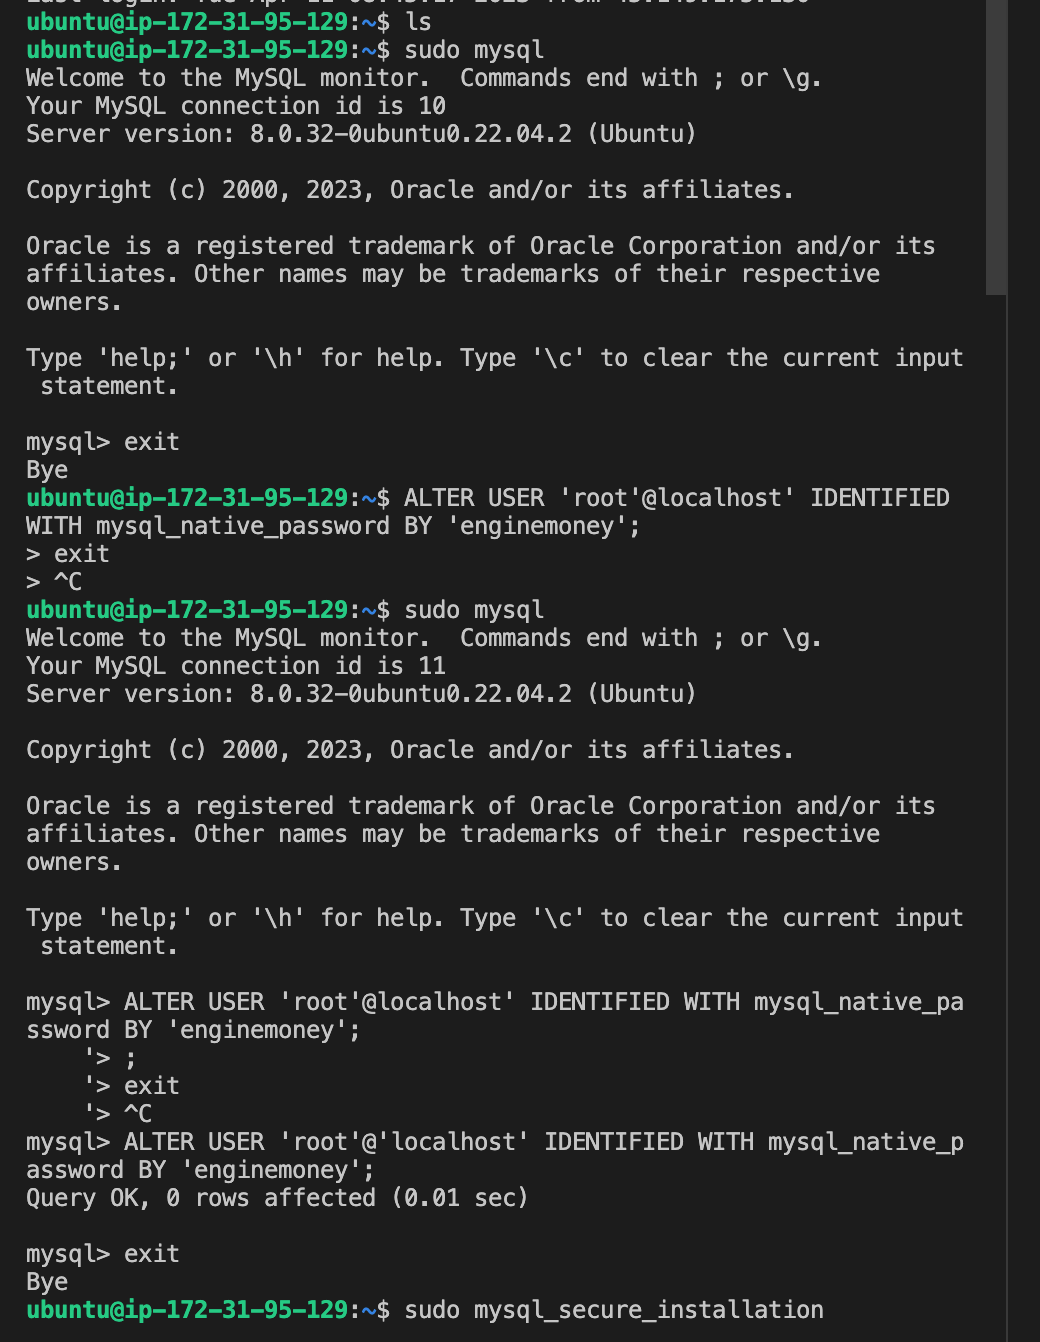 ubuntu@ip-172-31-95-129:~$ ls
ubuntu@ip-172-31-95-129:~$ sudo mysql
Welcome to the MySQL monitor.  Commands end with ; or \g.
Your MySQL connection id is 10
Server version: 8.0.32-0ubuntu0.22.04.2 (Ubuntu)

Copyright (c) 2000, 2023, Oracle and/or its affiliates.

Oracle is a registered trademark of Oracle Corporation and/or its
affiliates. Other names may be trademarks of their respective
owners.

Type 'help;' or '\h' for help. Type '\c' to clear the current input
 statement.

mysql> exit
Bye
ubuntu@ip-172-31-95-129:~$ ALTER USER 'root'@localhost' IDENTIFIED
WITH mysql_native_password BY 'enginemoney';
> exit
> ^C
ubuntu@ip-172-31-95-129:~$ sudo mysql
Welcome to the MySQL monitor.  Commands end with ; or \g.
Your MySQL connection id is 11
Server version: 8.0.32-0ubuntu0.22.04.2 (Ubuntu)

Copyright (c) 2000, 2023, Oracle and/or its affiliates.

Oracle is a registered trademark of Oracle Corporation and/or its
affiliates. Other names may be trademarks of their respective
owners.

Type 'help;' or '\h' for help. Type '\c' to clear the current input
 statement.

mysql> ALTER USER 'root'@localhost' IDENTIFIED WITH mysql_native_pa
ssword BY 'enginemoney';
    '> ;
    '> exit
    '> ^C
mysql> ALTER USER 'root'@'localhost' IDENTIFIED WITH mysql_native_p
assword BY 'enginemoney';
Query OK, 0 rows affected (0.01 sec)

mysql> exit
Bye
ubuntu@ip-172-31-95-129:~$ sudo mysql_secure_installation